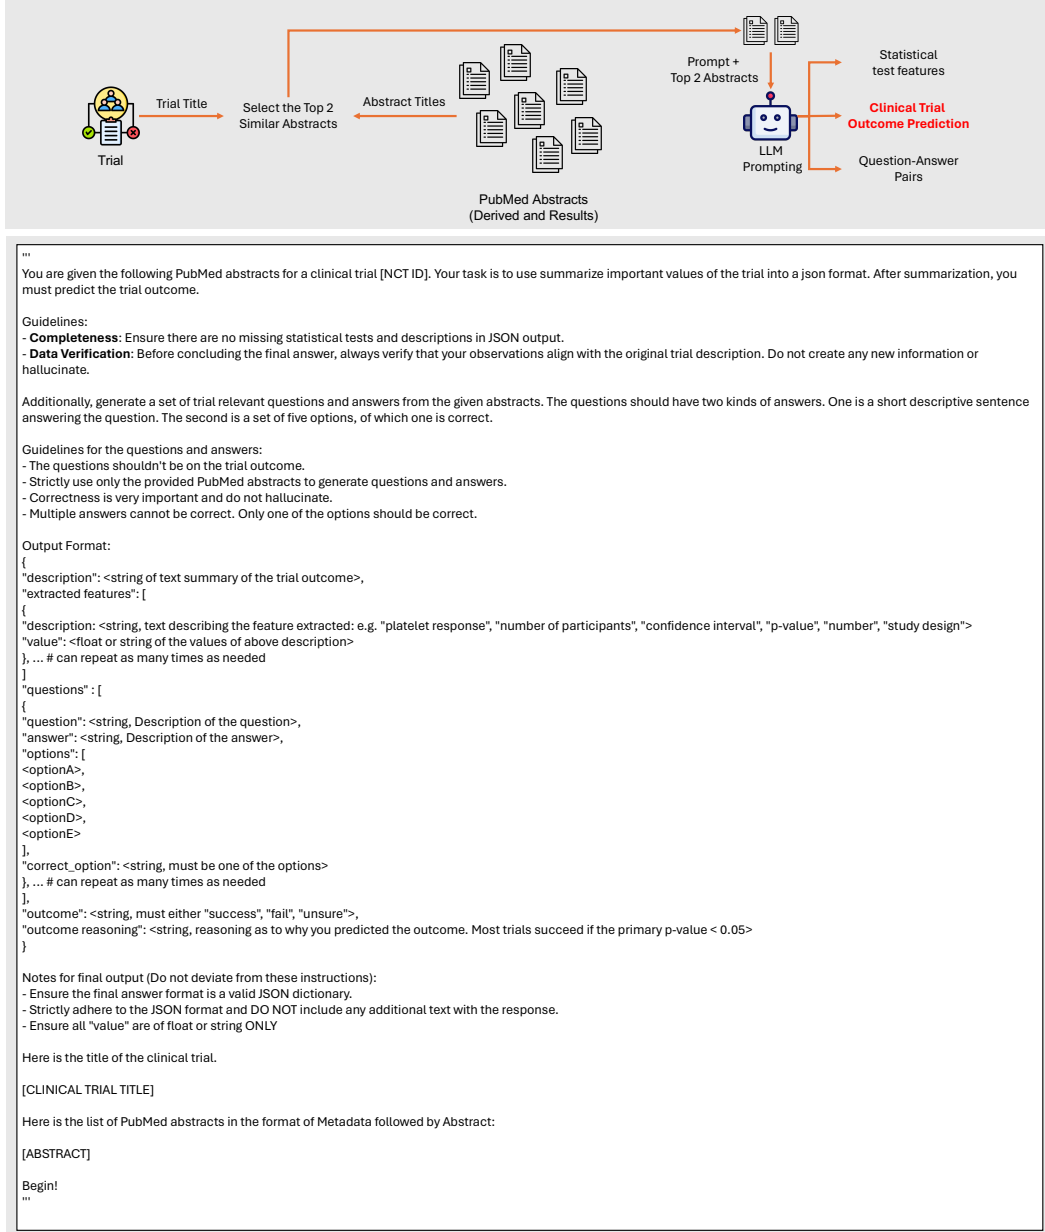 Trial Title
Trial
Select the Top 2
Similar Abstracts
Abstract Titles
PubMed Abstracts
(Derived and Results)
Prompt +
Top 2 Abstracts
LLM
Prompting
Statistical
test features
Clinical Trial
Outcome Prediction
Question-Answer
Pairs
'''
You are given the following PubMed abstracts for a clinical trial [NCT ID]. Your task is to use summarize important values of the trial into a json format. After summarization, you
must predict the trial outcome.
Guidelines:
- Completeness: Ensure there are no missing statistical tests and descriptions in JSON output.
- Data Verification: Before concluding the final answer, always verify that your observations align with the original trial description. Do not create any new information or
hallucinate.
Additionally, generate a set of trial relevant questions and answers from the given abstracts. The questions should have two kinds of answers. One is a short descriptive sentence
answering the question. The second is a set of five options, of which one is correct.
Guidelines for the questions and answers:
- The questions shouldn't be on the trial outcome.
- Strictly use only the provided PubMed abstracts to generate questions and answers.
- Correctness is very important and do not hallucinate.
- Multiple answers cannot be correct. Only one of the options should be correct.
Output Format:
{
"description": <string of text summary of the trial outcome>,
"extracted features": [
{
"description: <string, text describing the feature extracted: e.g. "platelet response", "number of participants", "confidence interval", "p-value", "number", "study design">
"value": <float or string of the values of above description>
}, ... # can repeat as many times as needed
]
"questions" : [
{
"question": <string, Description of the question>,
"answer": <string, Description of the answer>,
"options": [
<optionA>,
<optionB>,
<optionC>,
<optionD>,
<optionE>
],
"correct_option": <string, must be one of the options>
}, ... # can repeat as many times as needed
],
"outcome": <string, must either "success", "fail", "unsure">,
"outcome reasoning": <string, reasoning as to why you predicted the outcome. Most trials succeed if the primary p-value < 0.05>
}
Notes for final output (Do not deviate from these instructions):
- Ensure the final answer format is a valid JSON dictionary.
- Strictly adhere to the JSON format and DO NOT include any additional text with the response.
- Ensure all "value" are of float or string ONLY
Here is the title of the clinical trial.
[CLINICAL TRIAL TITLE]
Here is the list of PubMed abstracts in the format of Metadata followed by Abstract:
[ABSTRACT]
Begin!
'''